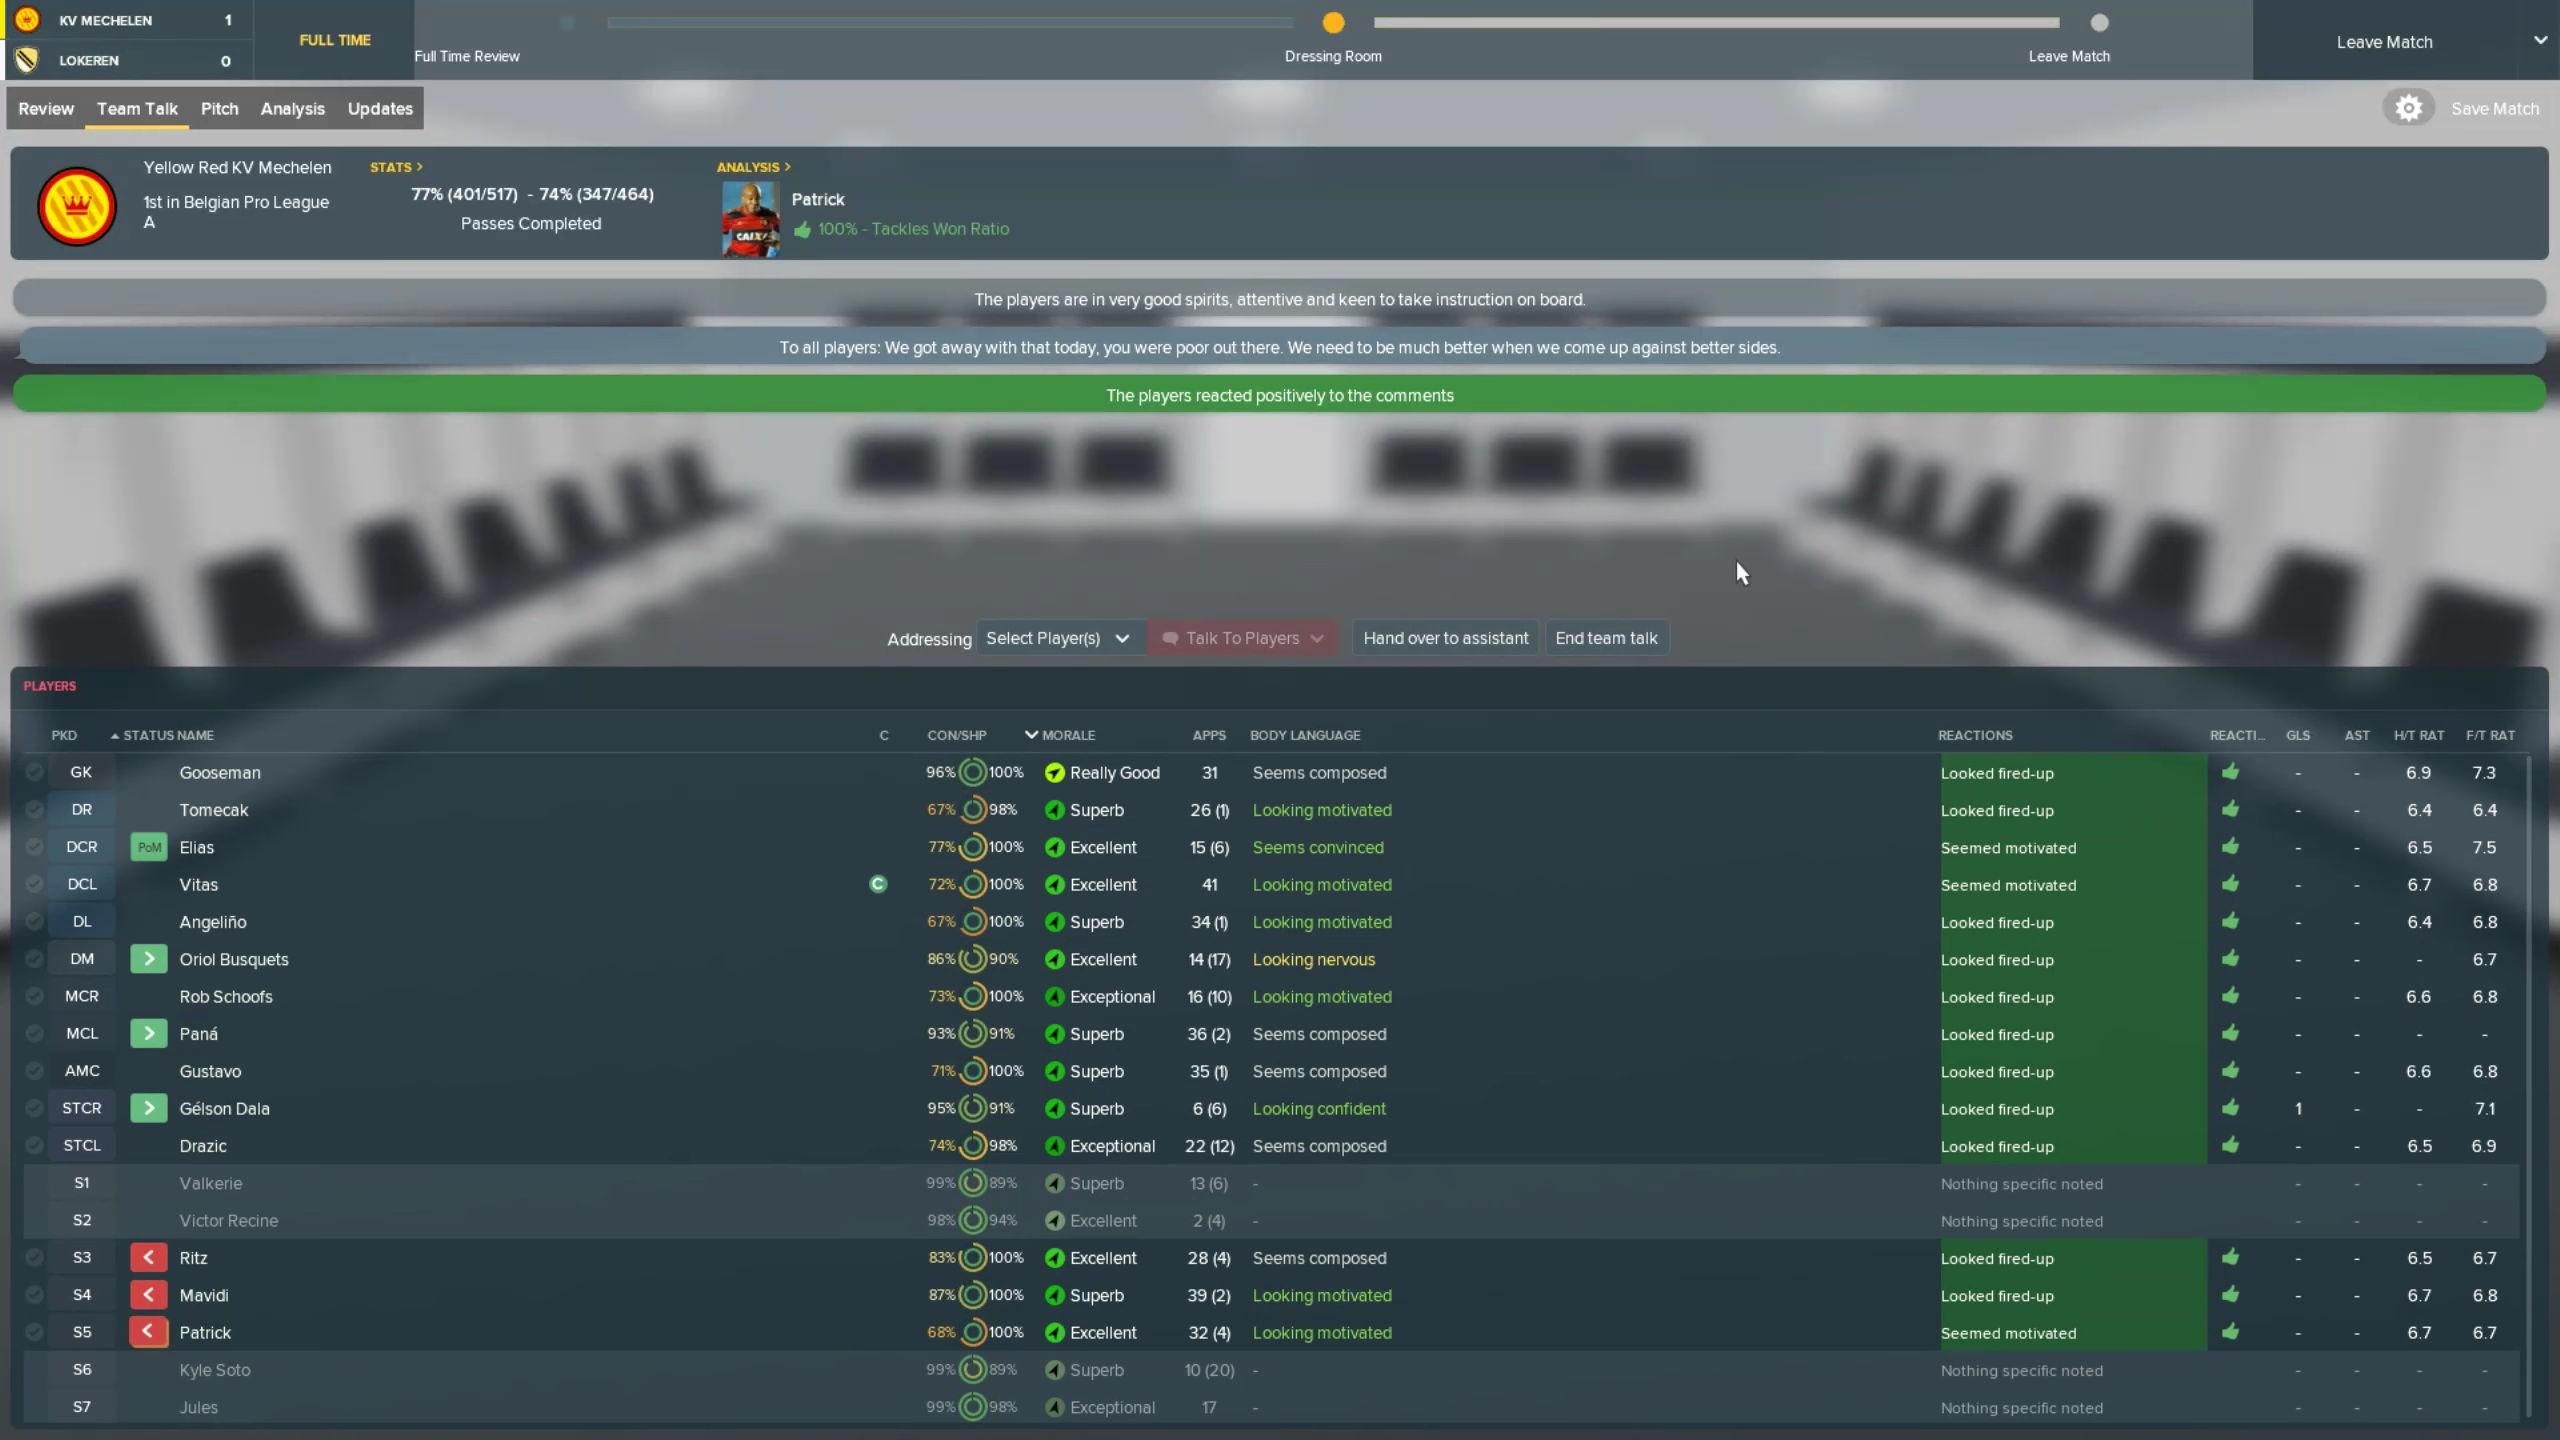 KV MECHELEN 1
LOKEREN 0
FULL TIME
Full Time Review
Dressing Room
Leave Match
Leave Match
Review Team Talk Pitch Analysis Updates
Save Match
Yellow Red KV Mechelen
1st in Belgian Pro League
A
STATS >
77% (401/517) - 74% (347/464)
Passes Completed
ANALYSIS >
Patrick
100% - Tackles Won Ratio
CAIXA
The players are in very good spirits, attentive and keen to take instruction on board.
To all players: We got away with that today, you were poor out there. We need to be much better when we come up against better sides.
The players reacted positively to the comments
Addressing Select Player(s) Talk To Players Hand over to assistant End team talk
PLAYERS
PKD STATUS NAME C CON/SHP MORALE APPS BODY LANGUAGE REACTIONS REACTI... GLS AST H/T RAT F/T RAT
GK Gooseman 96% 100% Really Good 31 Seems composed Looked fired-up - - 6.9 7.3
DR Tomecak 67% 98% Superb 26 (1) Looking motivated Looked fired-up - - 6.4 6.4
DCR PoM Elias 77% 100% Excellent 15 (6) Seems convinced Seemed motivated - - 6.5 7.5
DCL Vitas C 72% 100% Excellent 41 Looking motivated Seemed motivated - - 6.7 6.8
DL Angeliño 67% 100% Superb 34 (1) Looking motivated Looked fired-up - - 6.4 6.8
DM Oriol Busquets 86% 90% Excellent 14 (17) Looking nervous Looked fired-up - - - 6.7
MCR Rob Schoofs 73% 100% Exceptional 16 (10) Looking motivated Looked fired-up - - 6.6 6.8
MCL Paná 93% 91% Superb 36 (2) Seems composed Looked fired-up - - - -
AMC Gustavo 71% 100% Superb 35 (1) Seems composed Looked fired-up - - 6.6 6.8
STCR Gélson Dala 95% 91% Superb 6 (6) Looking confident Looked fired-up 1 - - 7.1
STCL Drazic 74% 98% Exceptional 22 (12) Seems composed Looked fired-up - - 6.5 6.9
S1 Valkerie 99% 89% Superb 13 (6) - Nothing specific noted - - - -
S2 Victor Recine 98% 94% Excellent 2 (4) - Nothing specific noted - - - -
S3 Ritz 83% 100% Excellent 28 (4) Seems composed Looked fired-up - - 6.5 6.7
S4 Mavidi 87% 100% Superb 39 (2) Looking motivated Looked fired-up - - 6.7 6.8
S5 Patrick 68% 100% Excellent 32 (4) Looking motivated Seemed motivated - - 6.7 6.7
S6 Kyle Soto 99% 89% Superb 10 (20) - Nothing specific noted - - - -
S7 Jules 99% 98% Exceptional 17 - Nothing specific noted - - - -